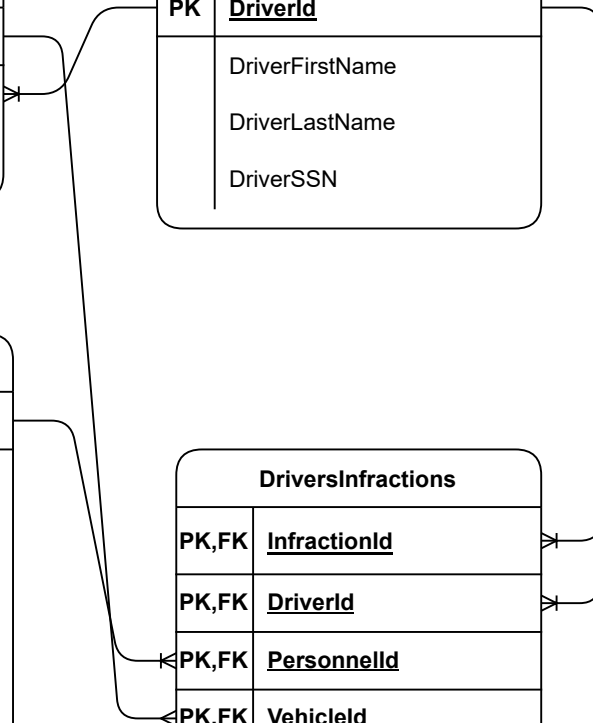 PK DriverId
DriverFirstName
DriverLastName
DriverSSN
DriversInfractions
PK,FK InfractionId
PK,FK DriverId
PK,FK PersonnelId
PK,FK VehicleId